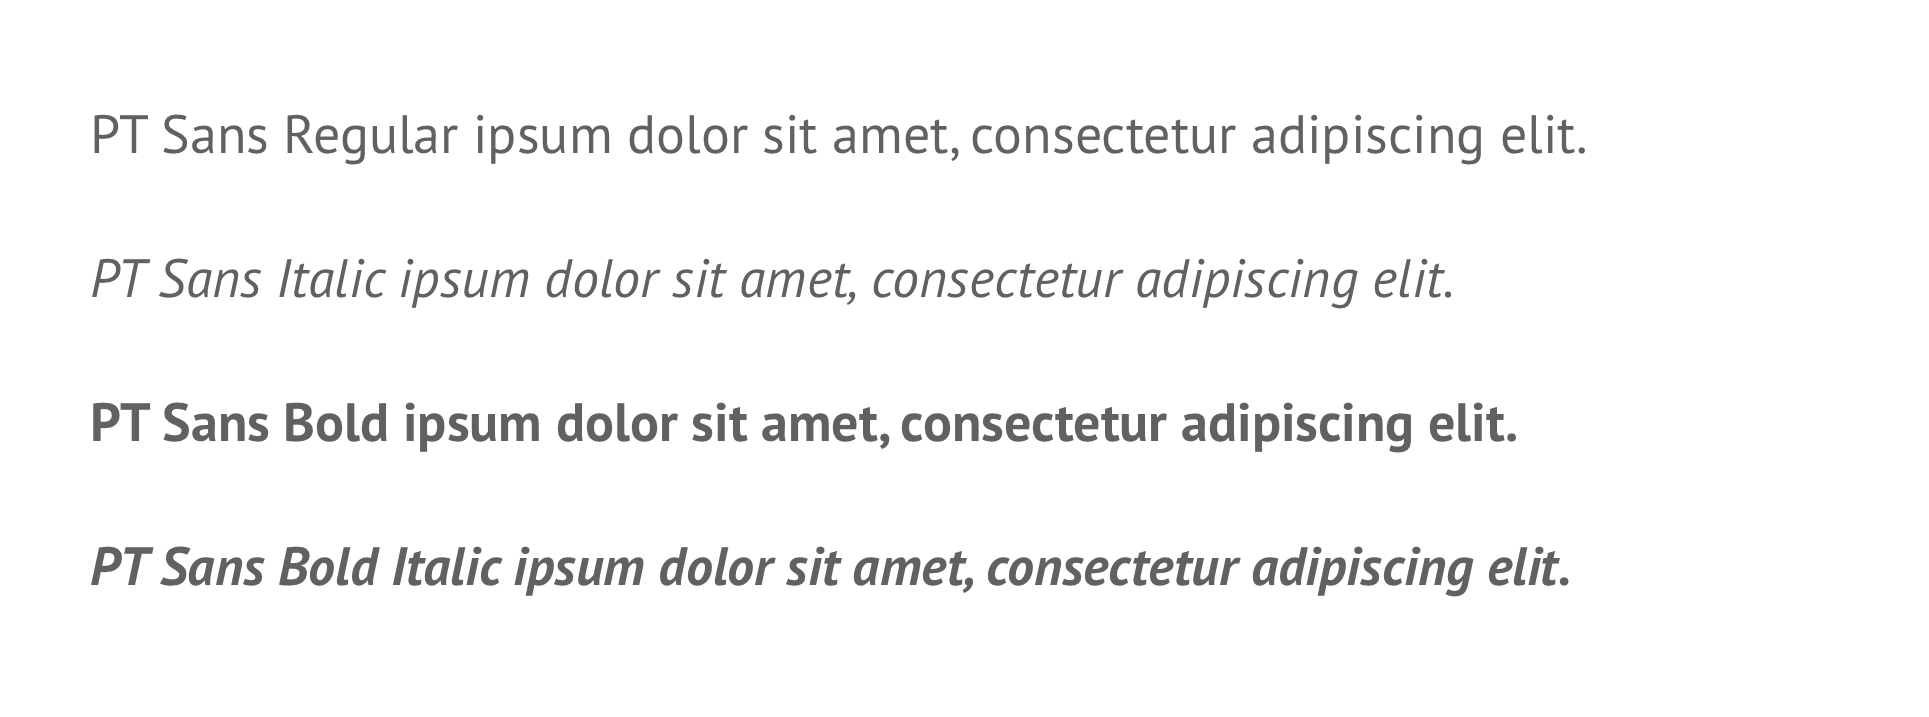 PT Sans Regular ipsum dolor sit amet, consectetur adipiscing elit.
PT Sans Italic ipsum dolor sit amet, consectetur adipiscing elit.
PT Sans Bold ipsum dolor sit amet, consectetur adipiscing elit.
PT Sans Bold Italic ipsum dolor sit amet, consectetur adipiscing elit.